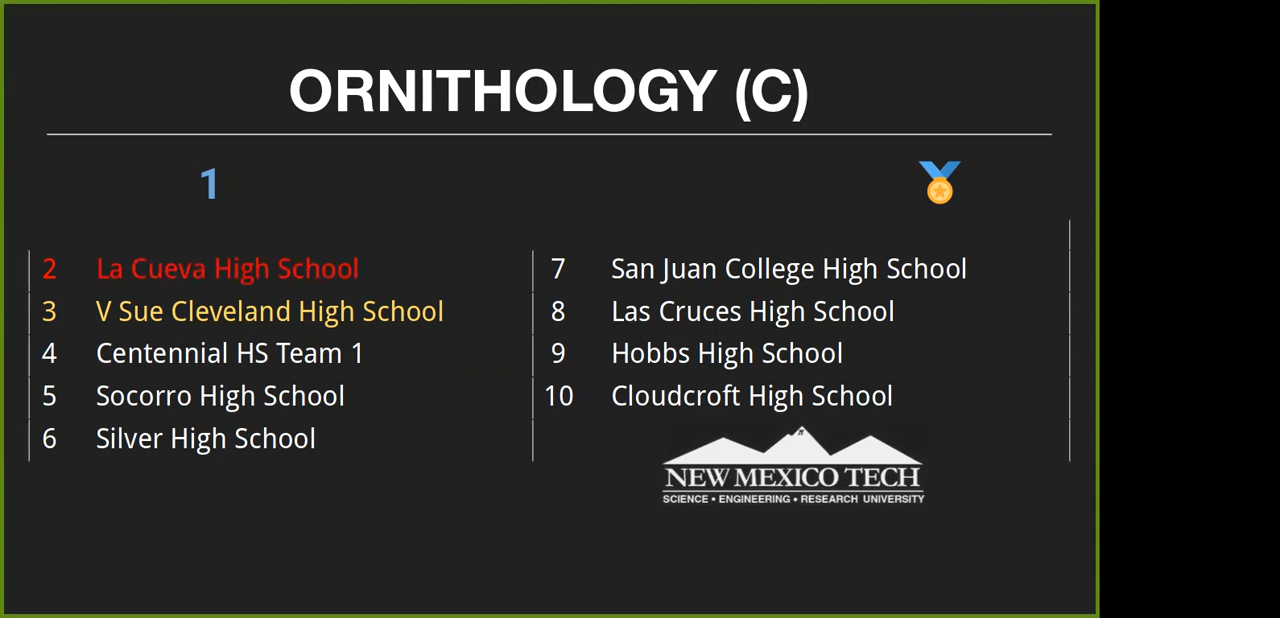 ORNITHOLOGY (C)
1
2 La Cueva High School
3 V Sue Cleveland High School
4 Centennial HS Team 1
5 Socorro High School
6 Silver High School
7 San Juan College High School
8 Las Cruces High School
9 Hobbs High School
10 Cloudcroft High School
NEW MEXICO TECH
SCIENCE • ENGINEERING • RESEARCH UNIVERSITY